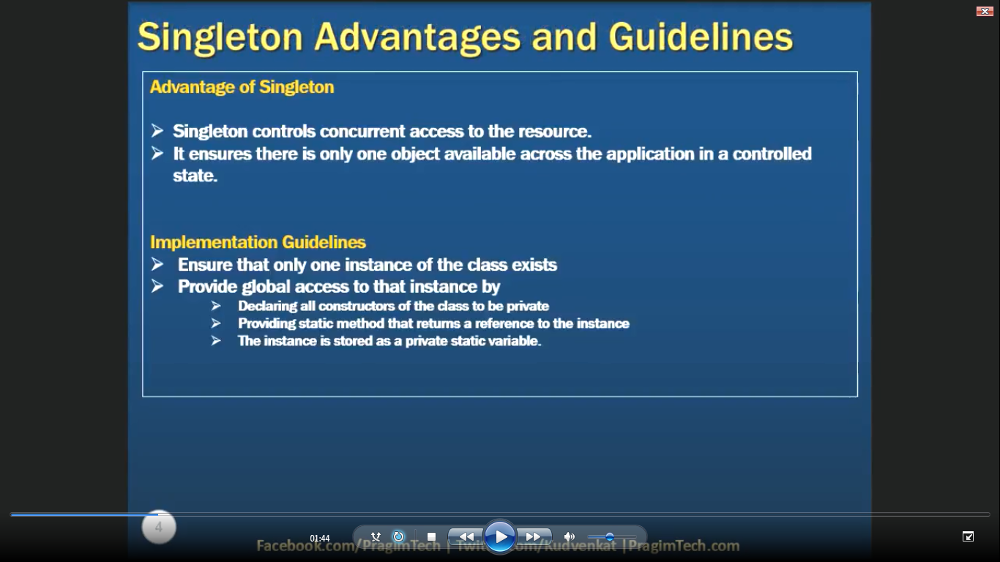 Singleton Advantages and Guidelines
Advantage of Singleton
Singleton controls concurrent access to the resource.
It ensures there is only one object available across the application in a controlled
state.
Implementation Guidelines
Ensure that only one instance of the class exists
Provide global access to that instance by
Declaring all constructors of the class to be private
Providing static method that returns a reference to the instance
The instance is stored as a private static variable.
4
01:44
Facebook.com/PragimTech | .com/Kudvenkat |PragimTech.com